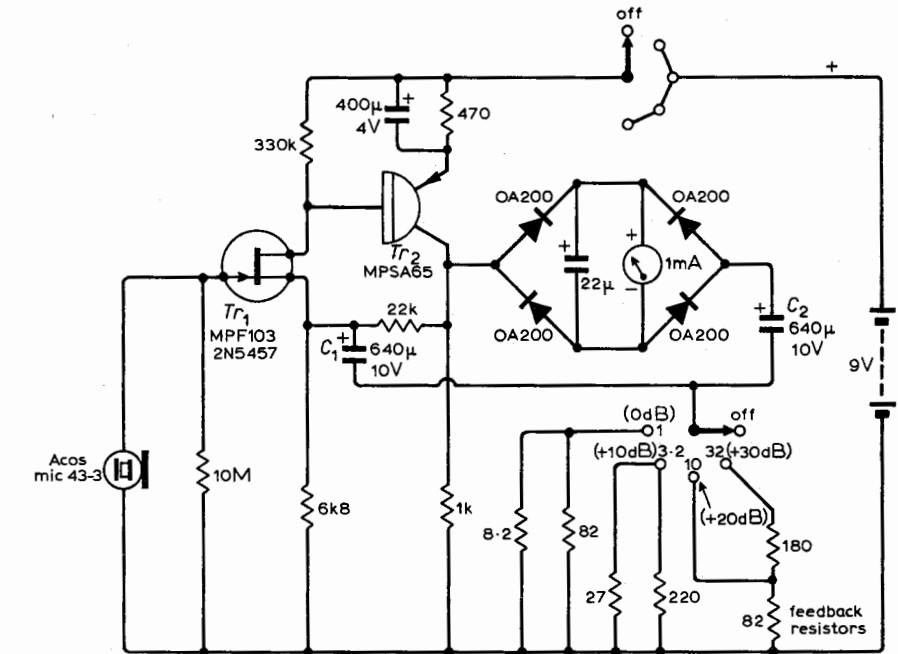 off
+
400µ
4V
+
470
330k
OA200
OA200
Tr2
MPSA65
+
22µ
+
−
1mA
Tr1
MPF103
2N5457
22k
C1
+
640µ
10V
OA200
OA200
+
C2
640µ
10V
9V
(0dB)
1
off
(+10dB)
3·2
10
32
(+30dB)
(+20dB)
Acos
mic 43-3
10M
6k8
1k
8·2
82
27
220
180
82
feedback
resistors